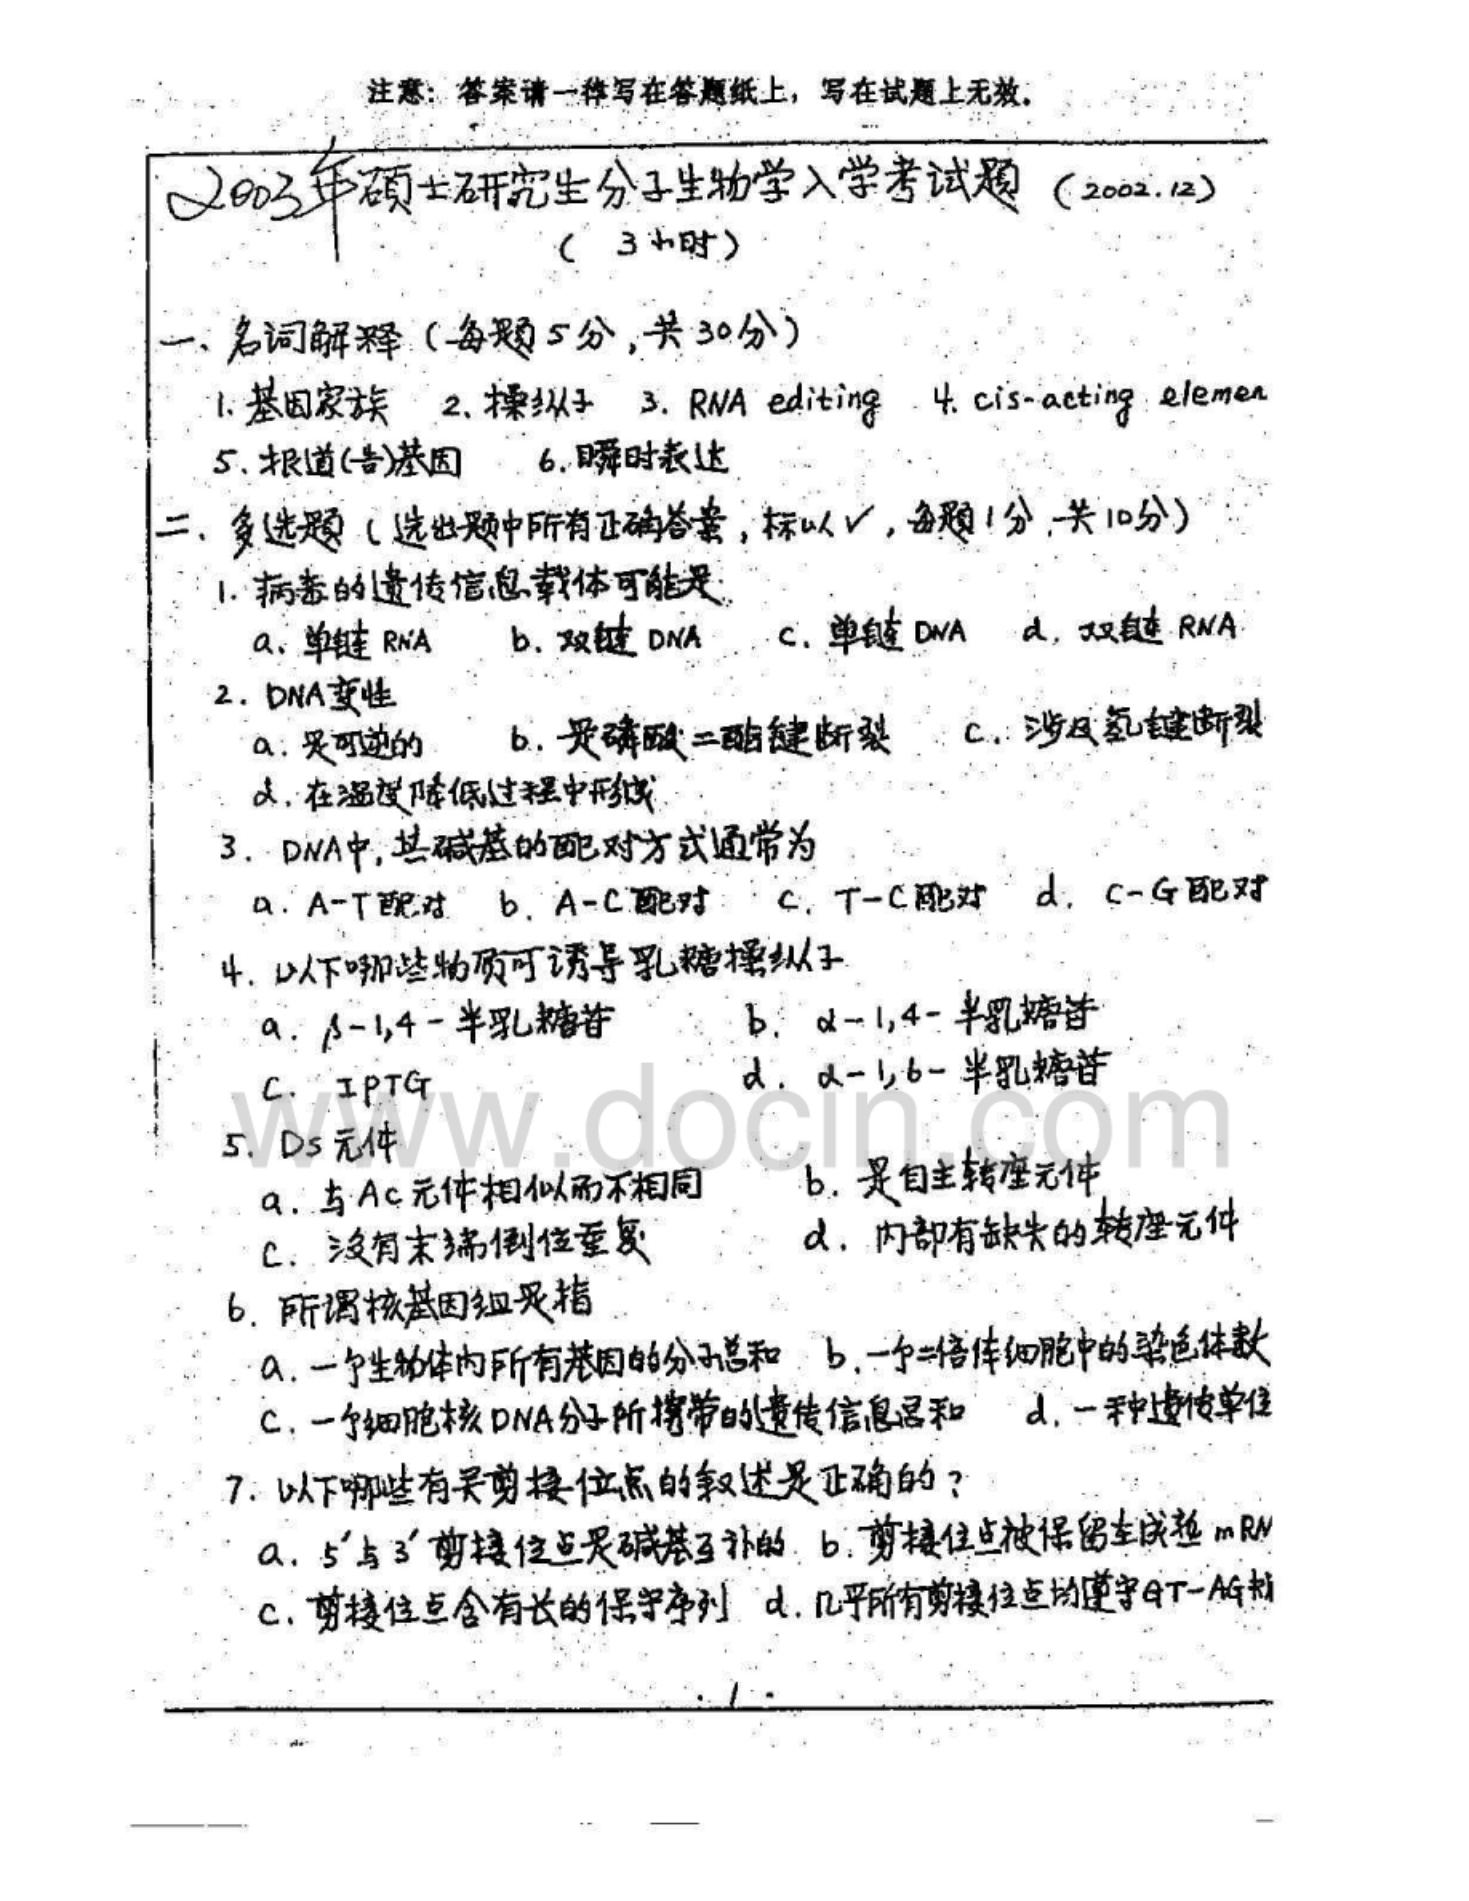 注意：答案请一律写在答题纸上，写在试题上无效．
2003年硕士研究生分子生物学入学考试题（2002.12）
（3小时）
一、名词解释（每题5分，共30分）
1. 基因家族 2. 操纵子 3. RNA editing 4. cis-acting elemen
5. 报道(告)基因 6. 瞬时表达
二、多选题（选出题中所有正确答案，标以√，每题1分，共10分）
1. 病毒的遗传信息载体可能是
a. 单链RNA b. 双链DNA c. 单链DNA d. 双链RNA
2. DNA变性
a. 是可逆的 b. 是磷酸二酯键断裂 c. 涉及氢键断裂
d. 在温度降低过程中形成
3. DNA中，其碱基的配对方式通常为
a. A-T配对 b. A-C配对 c. T-C配对 d. C-G配对
4. 以下哪些物质可诱导乳糖操纵子
a. β-1,4-半乳糖苷 b. α-1,4-半乳糖苷
c. IPTG d. α-1,6-半乳糖苷
www.docin.com
5. Ds元件
a. 与Ac元件相似而不相同 b. 是自主转座元件
c. 没有末端倒位重复 d. 内部有缺失的转座元件
6. 所谓核基因组是指
a. 一个生物体内所有基因的分子总和 b. 一个二倍体细胞中的染色体数
c. 一个细胞核DNA分子所携带的遗传信息总和 d. 一种遗传单位
7. 以下哪些有关剪接位点的叙述是正确的？
a. 5′与3′剪接位点是碱基互补的 b. 剪接位点被保留在成熟mRN
c. 剪接位点含有长的保守序列 d. 几乎所有剪接位点均遵守GT-AG
1